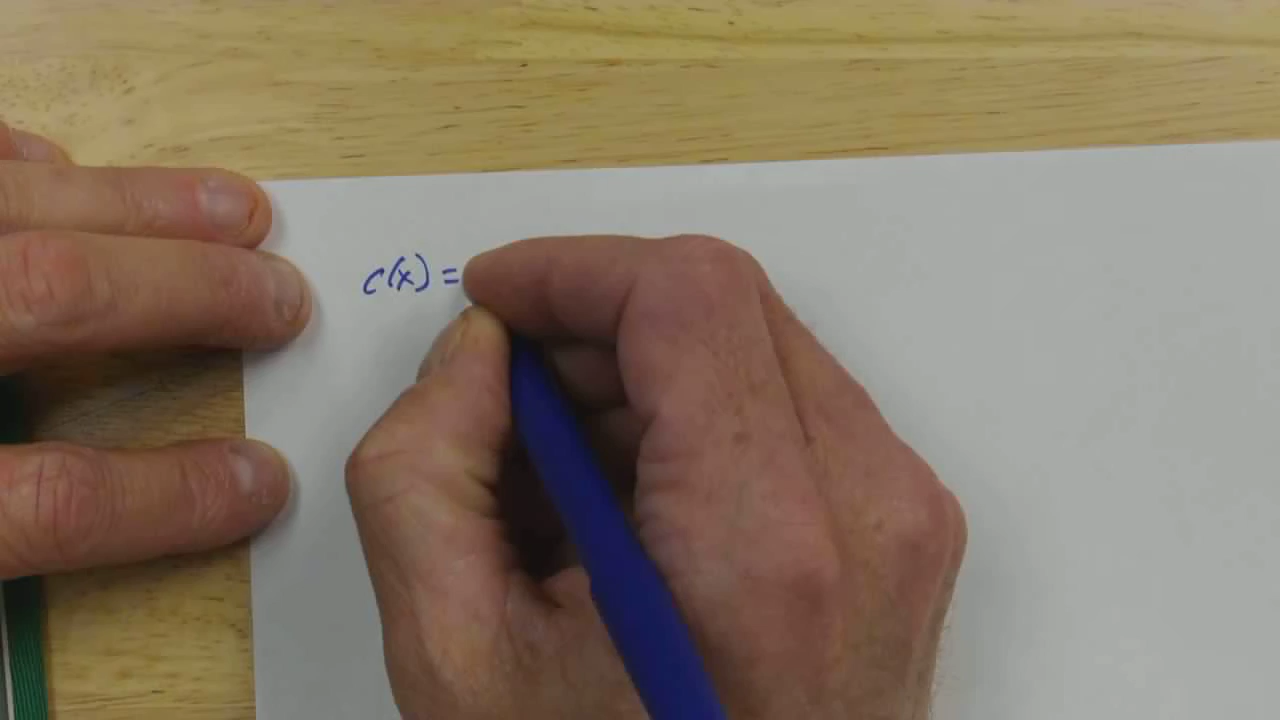 c(x) =